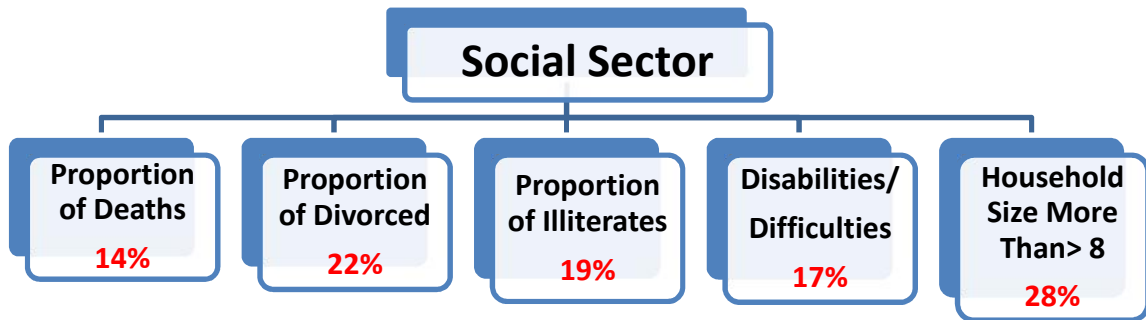 Social Sector
Proportion
of Deaths
14%
Proportion
of Divorced
22%
Proportion
of Illiterates
19%
Disabilities/
Difficulties
17%
Household
Size More
Than> 8
28%